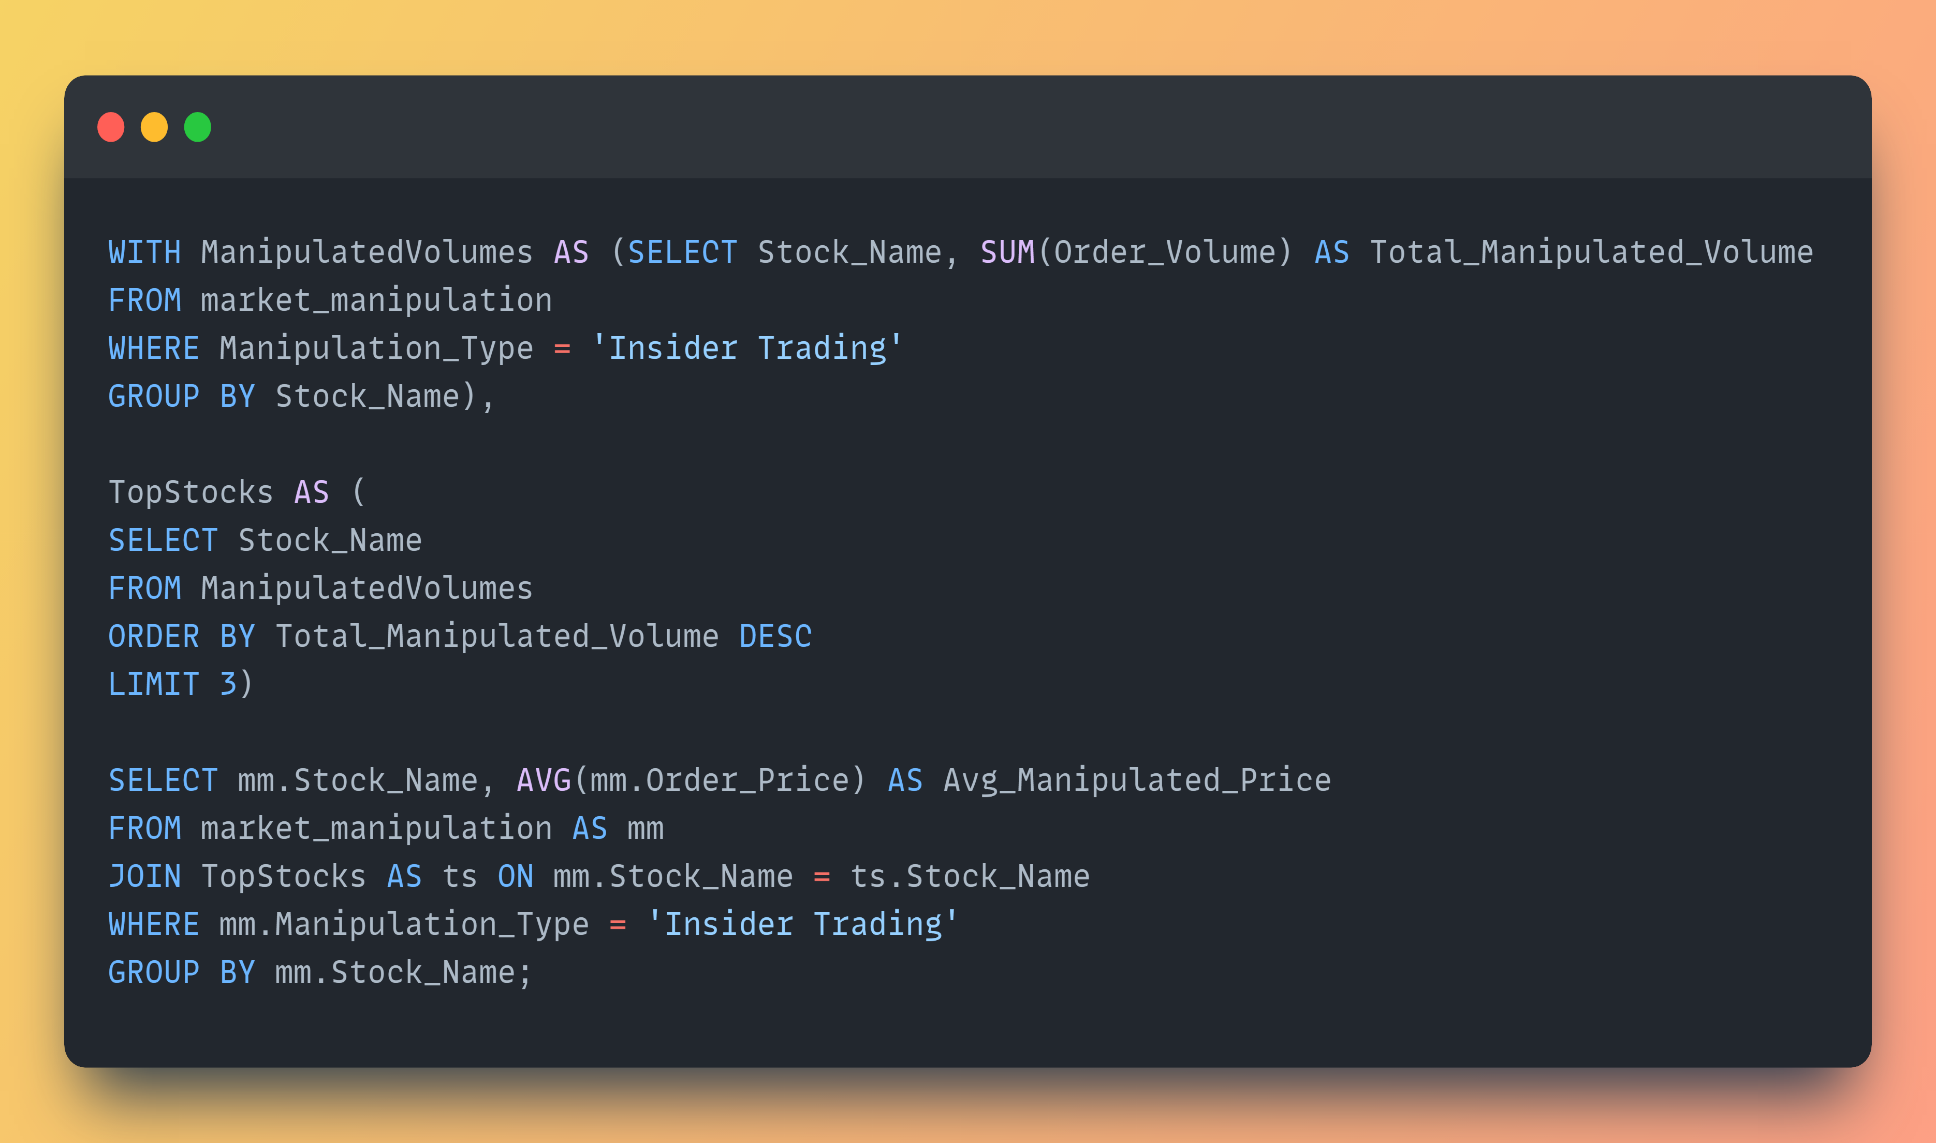 WITH ManipulatedVolumes AS (SELECT Stock_Name, SUM(Order_Volume) AS Total_Manipulated_Volume
FROM market_manipulation
WHERE Manipulation_Type = 'Insider Trading'
GROUP BY Stock_Name),
TopStocks AS (
SELECT Stock_Name
FROM ManipulatedVolumes
ORDER BY Total_Manipulated_Volume DESC
LIMIT 3)
SELECT mm.Stock_Name, AVG(mm.Order_Price) AS Avg_Manipulated_Price
FROM market_manipulation AS mm
JOIN TopStocks AS ts ON mm.Stock_Name = ts.Stock_Name
WHERE mm.Manipulation_Type = 'Insider Trading'
GROUP BY mm.Stock_Name;